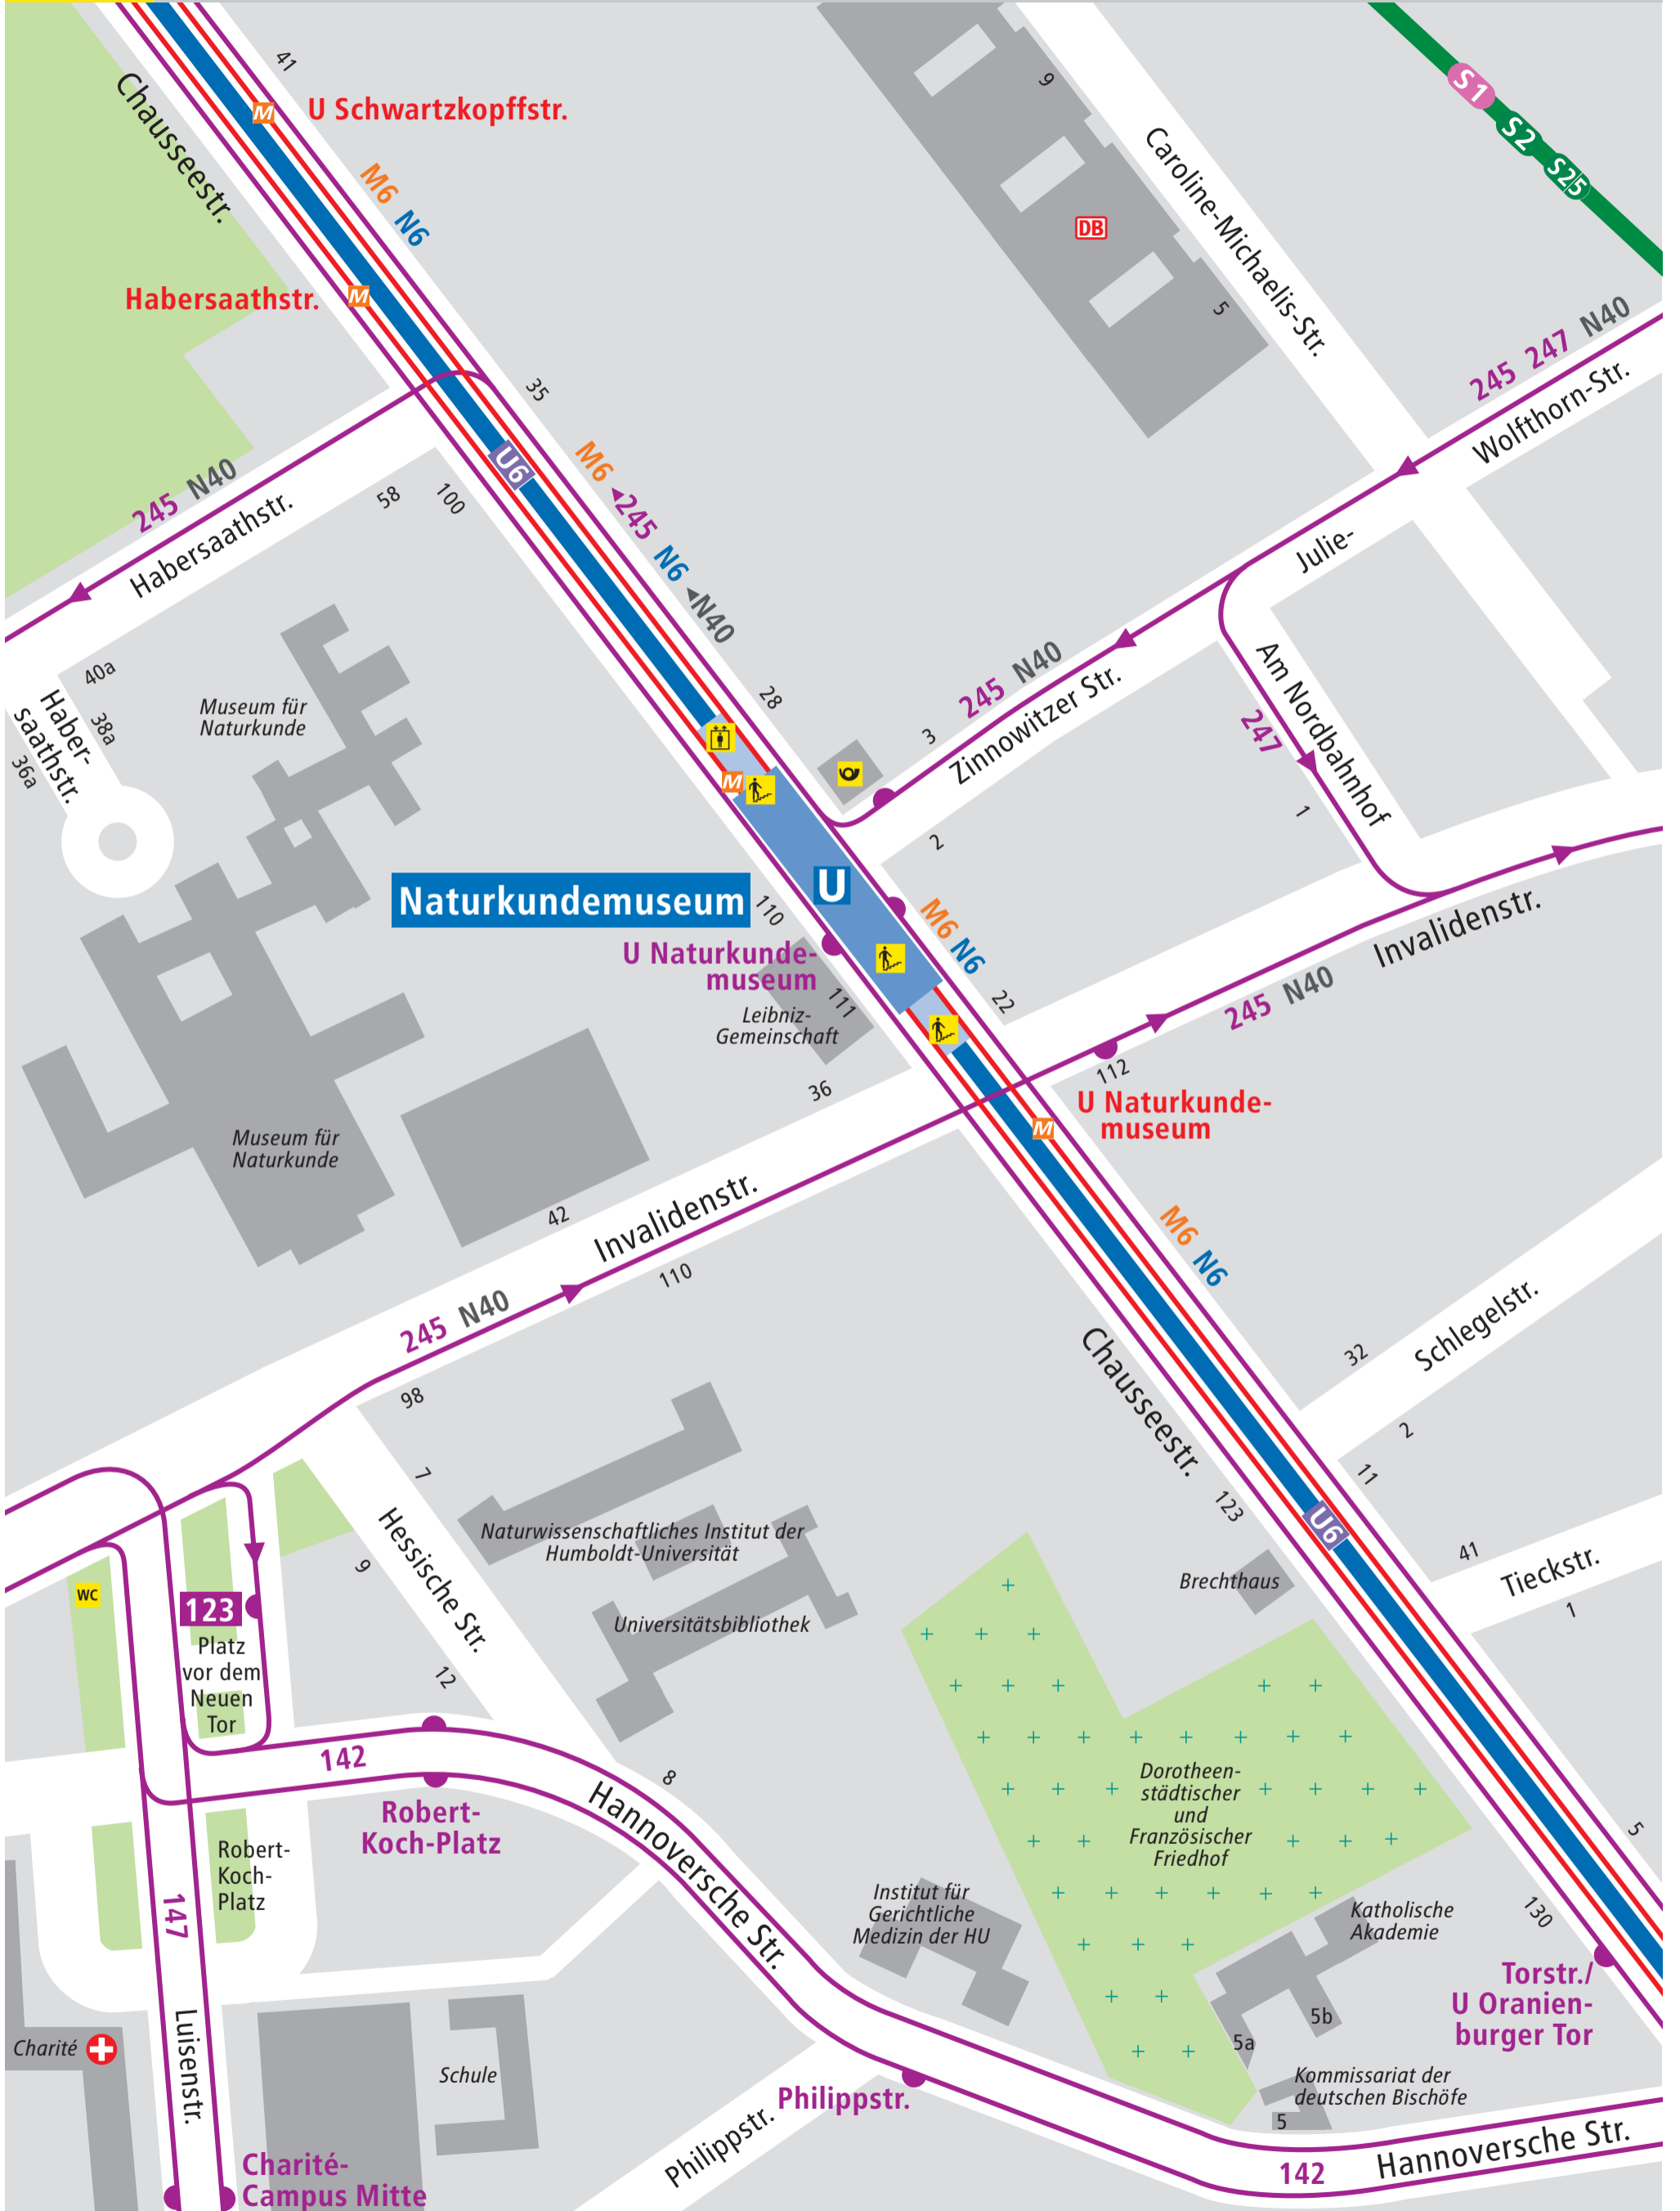 41
Chausseestr.
U Schwartzkopffstr.
M
M6 N6
9
Caroline-Michaelis-Str.
S1
S2
S25
DB
5
Habersaathstr.
M
245 247 N40
Wolfthorn-Str.
35
U6
M6 ◄245 N6 ◄N40
245 N40
Habersaathstr.
58
100
Julie-
40a
38a
36a
Haber-
saathstr.
Museum für
Naturkunde
28
245 N40
3
Zinnowitzer Str.
2
Am Nordbahnhof
247
1
M
Naturkundemuseum
U
110
U Naturkunde-
museum
111
Leibniz-
Gemeinschaft
36
M6 N6
22
Invalidenstr.
245 N40
112
U Naturkunde-
museum
M
Museum für
Naturkunde
42
Invalidenstr.
110
245 N40
98
M6 N6
Chausseestr.
32
Schlegelstr.
2
11
123
U6
41
Tieckstr.
1
7
Hessische Str.
9
12
Naturwissenschaftliches Institut der
Humboldt-Universität
Universitätsbibliothek
Brechthaus
WC
123
Platz
vor dem
Neuen
Tor
142
Robert-
Koch-Platz
8
Hannoversche Str.
Robert-
Koch-
Platz
147
Luisenstr.
Dorotheen-
städtischer
und
Französischer
Friedhof
Institut für
Gerichtliche
Medizin der HU
Katholische
Akademie
5
130
Torstr./
U Oranien-
burger Tor
5b
5a
Kommissariat der
deutschen Bischöfe
5
Charité
Schule
Philippstr.
Philippstr.
Charité-
Campus Mitte
142
Hannoversche Str.